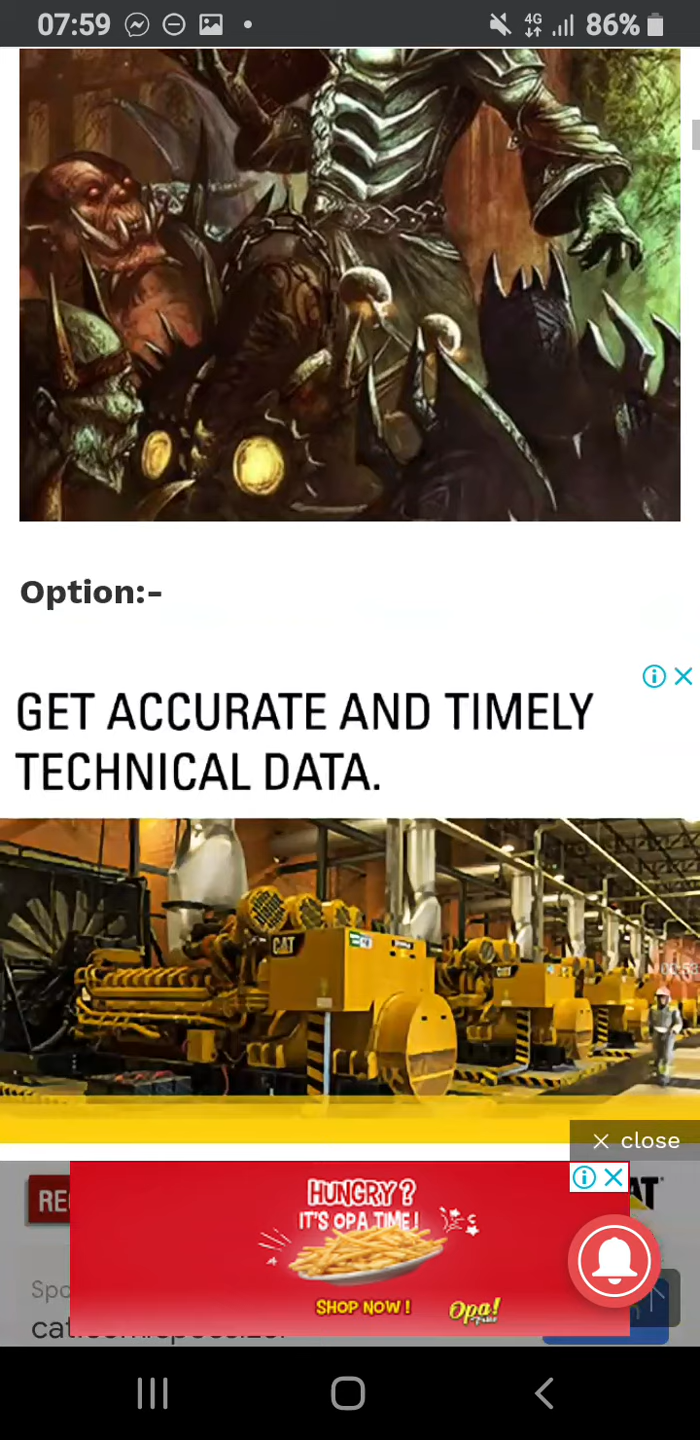 07:59
4G
86%
Option:-
GET ACCURATE AND TIMELY
TECHNICAL DATA.
CAT
× close
HUNGRY?
IT'S OPA TIME!
SHOP NOW!
Opa!